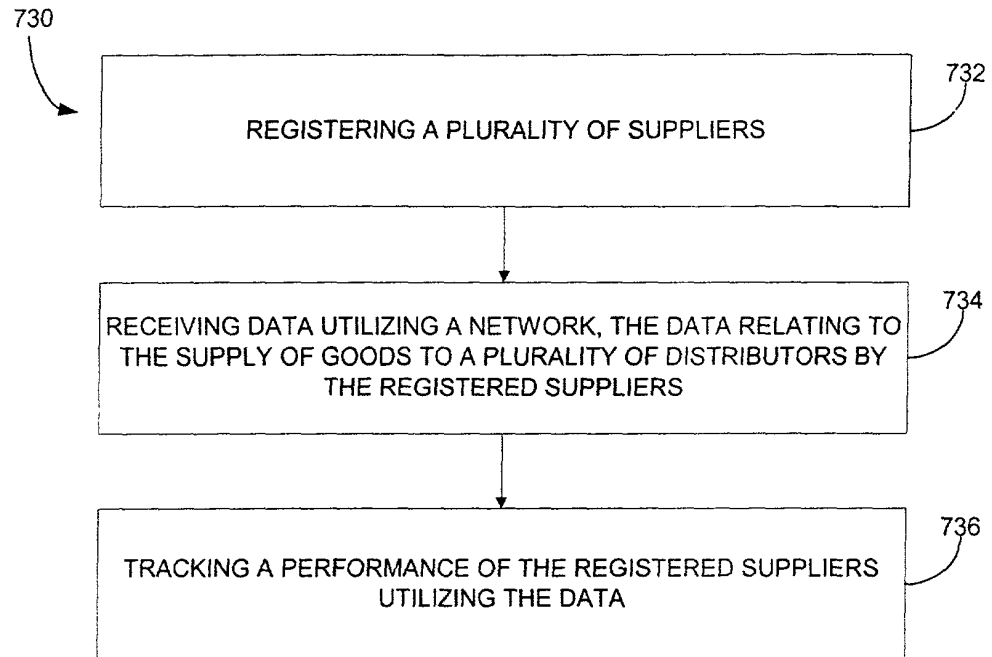 730
732
REGISTERING A PLURALITY OF SUPPLIERS
734
RECEIVING DATA UTILIZING A NETWORK, THE DATA RELATING TO
THE SUPPLY OF GOODS TO A PLURALITY OF DISTRIBUTORS BY
THE REGISTERED SUPPLIERS
736
TRACKING A PERFORMANCE OF THE REGISTERED SUPPLIERS
UTILIZING THE DATA